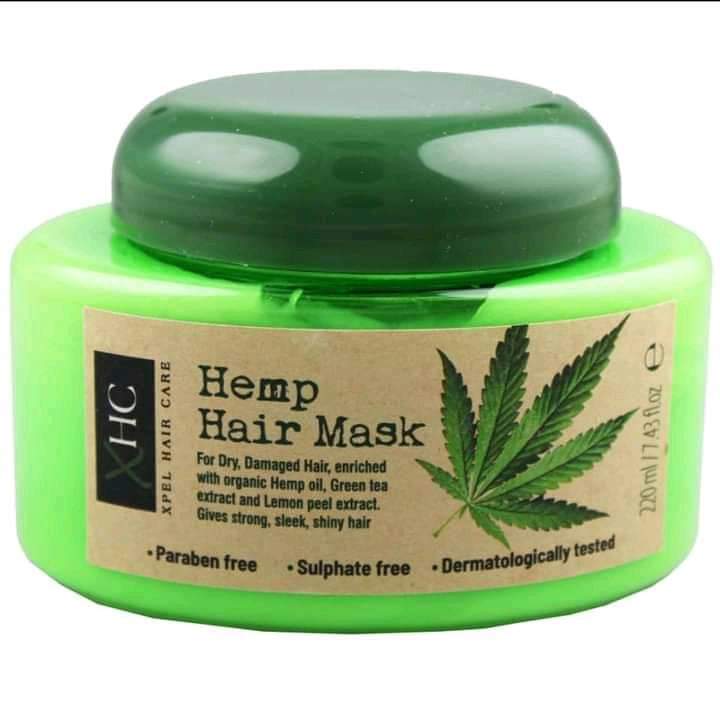 XHC
XPEL HAIR CARE
Hemp
Hair Mask
For Dry, Damaged Hair, enriched
with organic Hemp oil, Green tea
extract and Lemon peel extract.
Gives strong, sleek, shiny hair
• Paraben free • Sulphate free • Dermatologically tested
220 ml / 7.43 fl.oz ℮